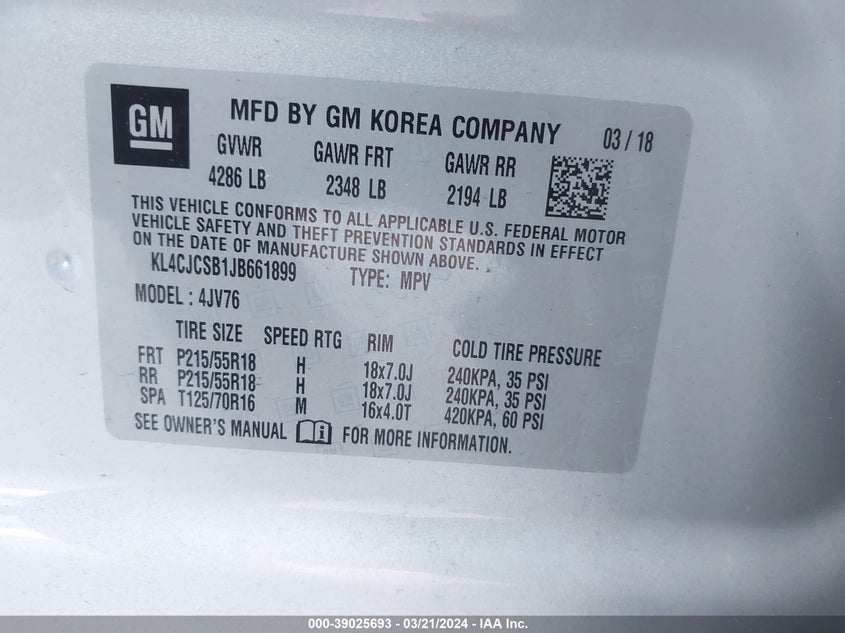 GM
MFD BY GM KOREA COMPANY 03 / 18
GVWR GAWR FRT GAWR RR
4286 LB 2348 LB 2194 LB
THIS VEHICLE CONFORMS TO ALL APPLICABLE U.S. FEDERAL MOTOR
VEHICLE SAFETY AND THEFT PREVENTION STANDARDS IN EFFECT
ON THE DATE OF MANUFACTURE SHOWN ABOVE.
KL4CJCSB1JB661899 TYPE: MPV
MODEL : 4JV76
TIRE SIZE SPEED RTG RIM COLD TIRE PRESSURE
FRT P215/55R18 H 18x7.0J 240KPA, 35 PSI
RR P215/55R18 H 18x7.0J 240KPA, 35 PSI
SPA T125/70R16 M 16x4.0T 420KPA, 60 PSI
SEE OWNER'S MANUAL FOR MORE INFORMATION.
000-39025693 - 03/21/2024 - IAA Inc.